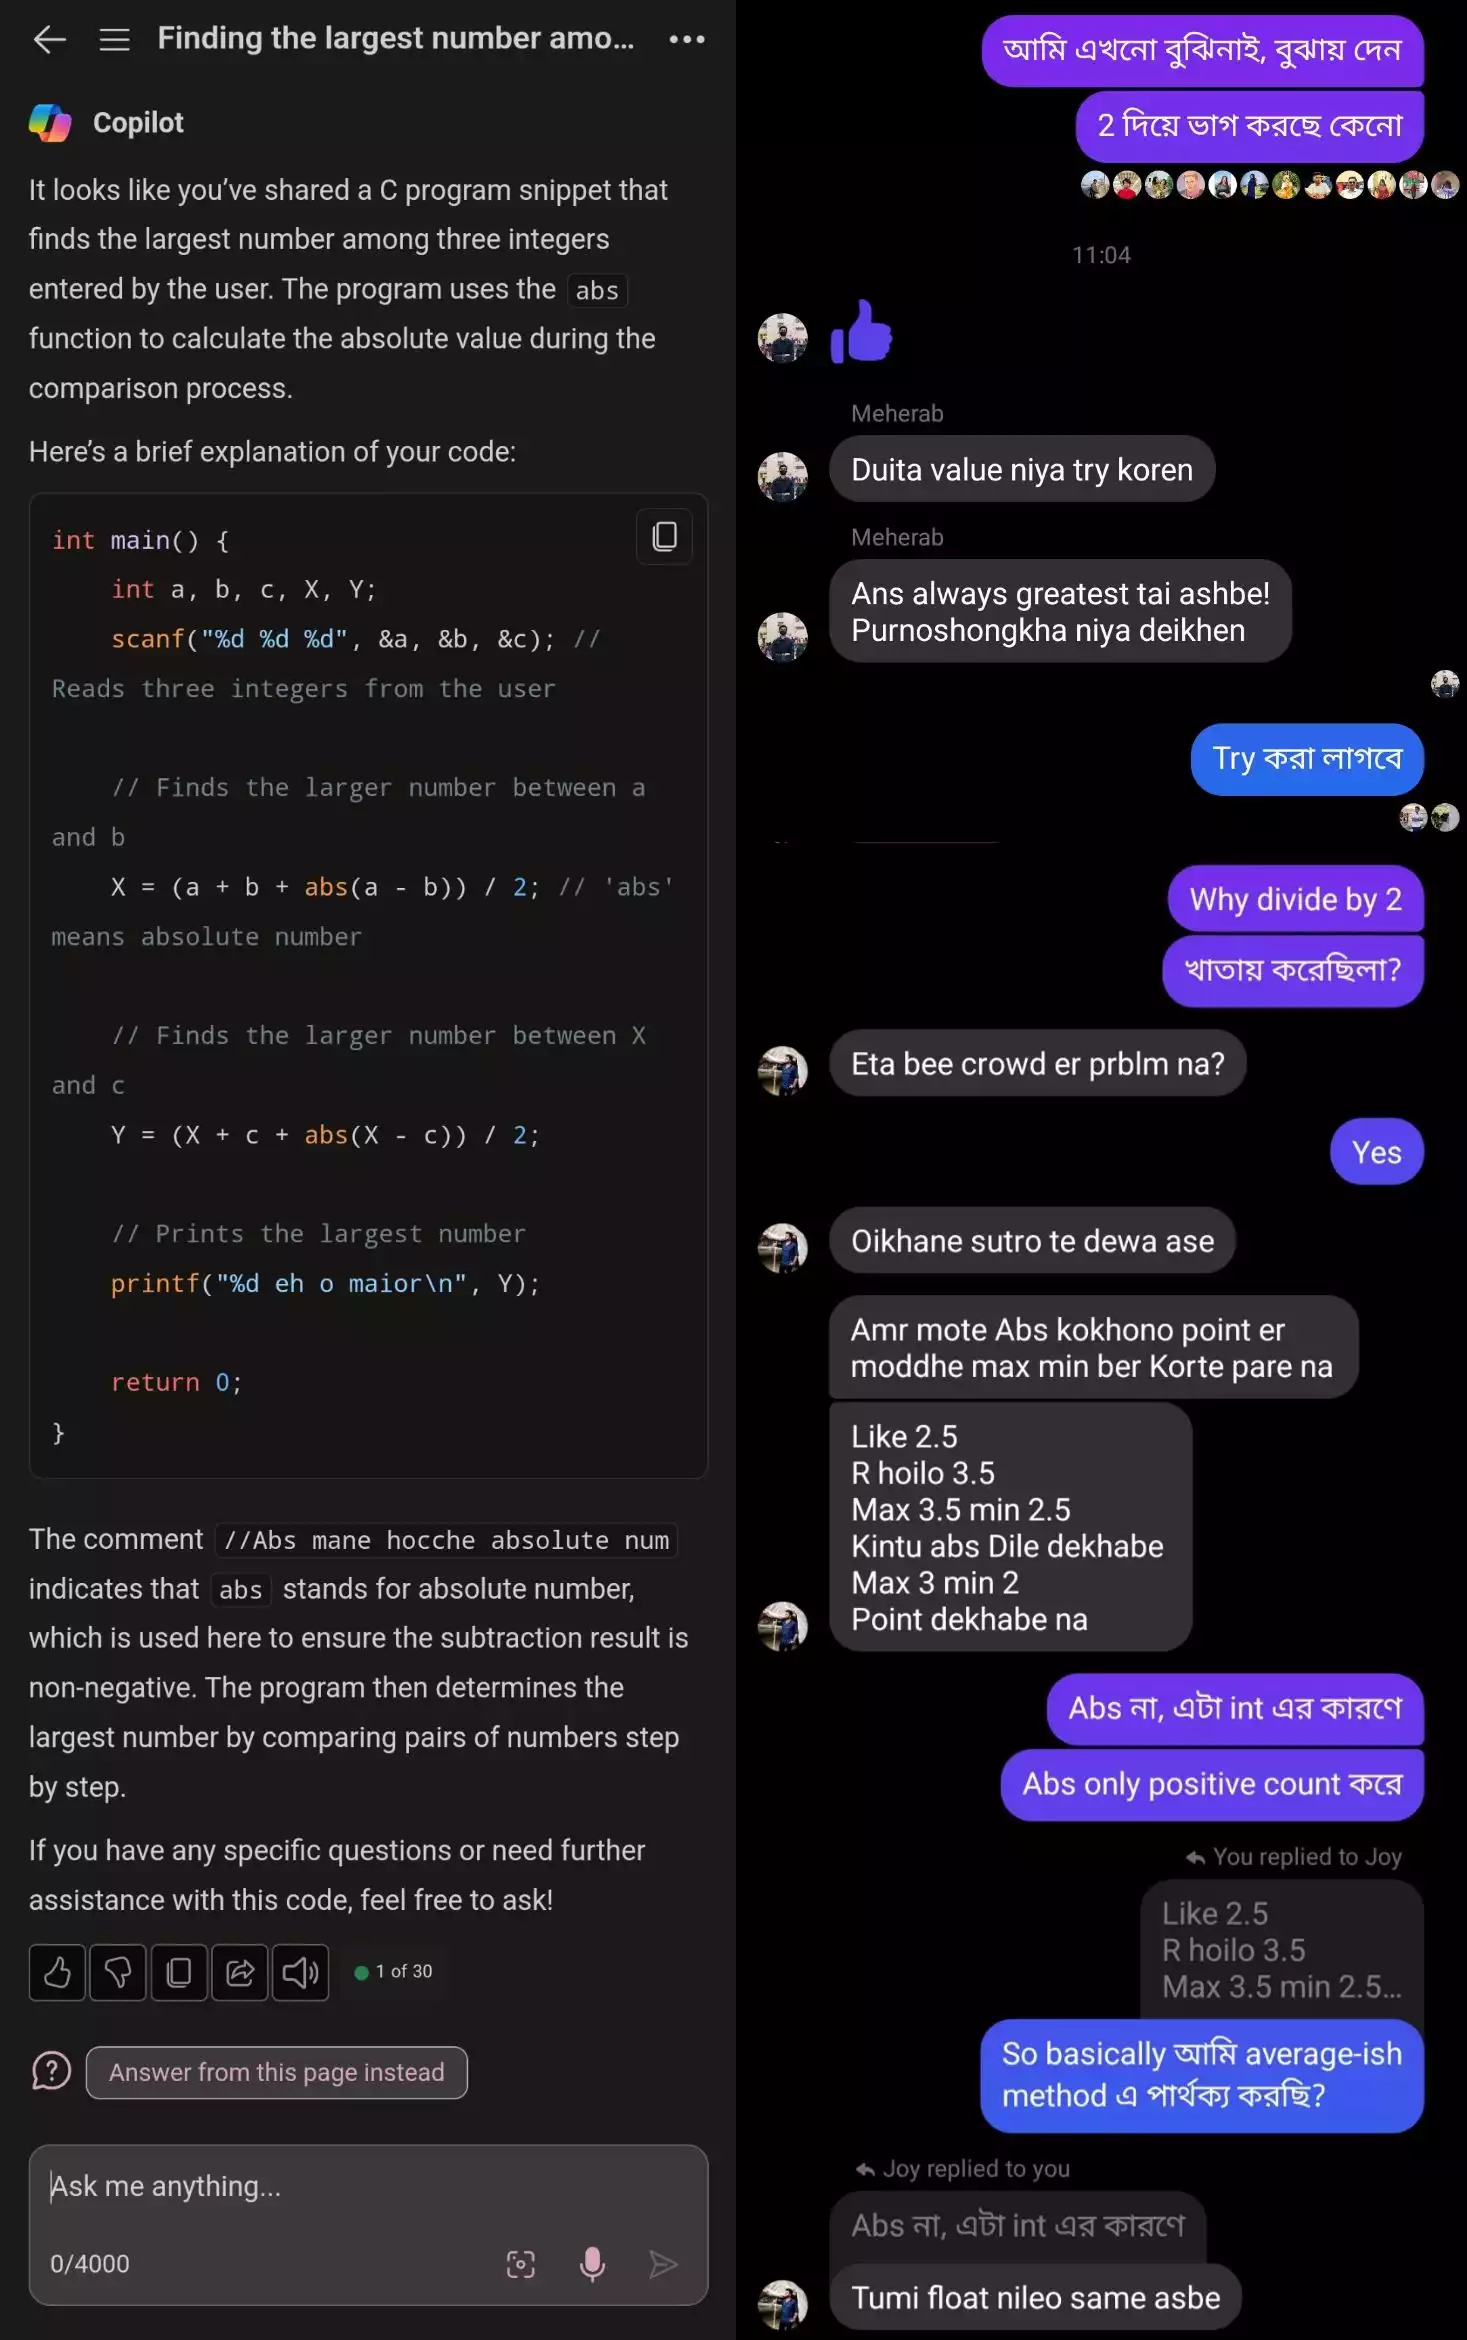 Finding the largest number amo...
Copilot
It looks like you've shared a C program snippet that
finds the largest number among three integers
entered by the user. The program uses the abs
function to calculate the absolute value during the
comparison process.
Here's a brief explanation of your code:
int main() {
    int a, b, c, X, Y;
    scanf("%d %d %d", &a, &b, &c); //
Reads three integers from the user
    // Finds the larger number between a
and b
    X = (a + b + abs(a - b)) / 2; // 'abs'
means absolute number
    // Finds the larger number between X
and c
    Y = (X + c + abs(X - c)) / 2;
    // Prints the largest number
    printf("%d eh o maior\n", Y);
    return 0;
}
The comment //Abs mane hocche absolute num
indicates that abs stands for absolute number,
which is used here to ensure the subtraction result is
non-negative. The program then determines the
largest number by comparing pairs of numbers step
by step.
If you have any specific questions or need further
assistance with this code, feel free to ask!
1 of 30
Answer from this page instead
Ask me anything...
0/4000
আমি এখনো বুঝিনাই, বুঝায় দেন
2 দিয়ে ভাগ করছে কেনো
11:04
Meherab
Duita value niya try koren
Meherab
Ans always greatest tai ashbe!
Purnoshongkha niya deikhen
Try করা লাগবে
Why divide by 2
খাতায় করেছিলা?
Eta bee crowd er prblm na?
Yes
Oikhane sutro te dewa ase
Amr mote Abs kokhono point er
moddhe max min ber Korte pare na
Like 2.5
R hoilo 3.5
Max 3.5 min 2.5
Kintu abs Dile dekhabe
Max 3 min 2
Point dekhabe na
Abs না, এটা int এর কারণে
Abs only positive count করে
You replied to Joy
Like 2.5
R hoilo 3.5
Max 3.5 min 2.5...
So basically আমি average-ish
method এ পার্থক্য করছি?
Joy replied to you
Abs না, এটা int এর কারণে
Tumi float nileo same asbe